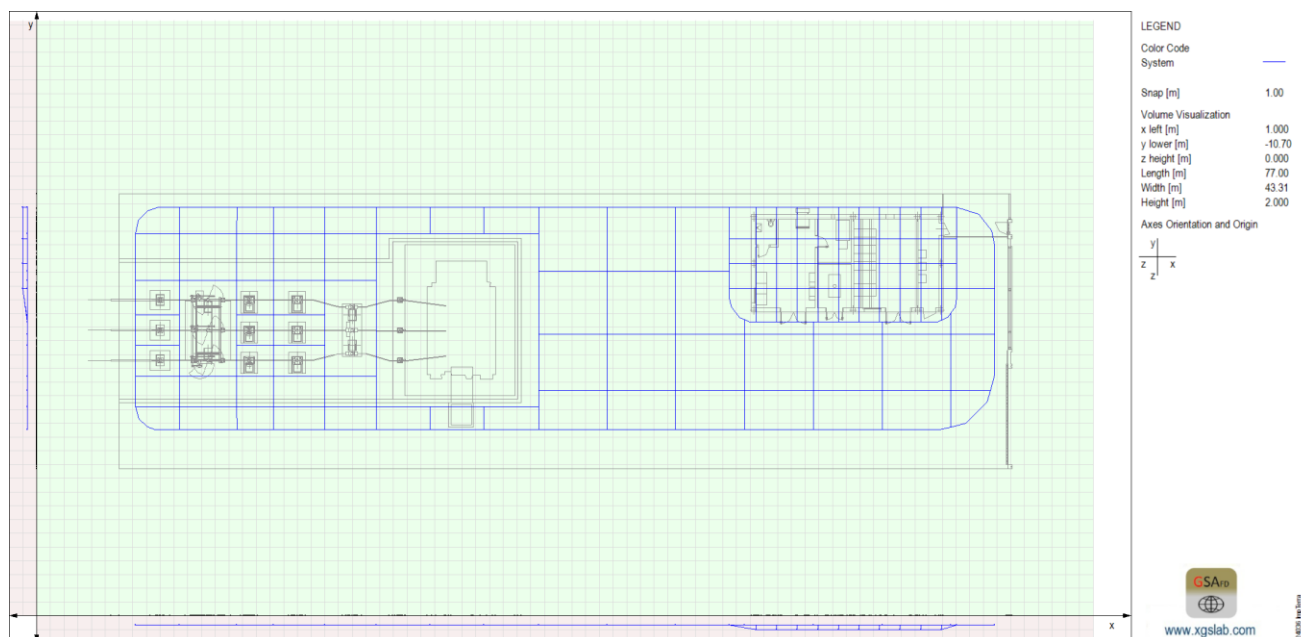 y
LEGEND
Color Code
System
Snap [m] 1.00
Volume Visualization
x left [m] 1.000
y lower [m] -10.70
z height [m] 0.000
Length [m] 77.00
Width [m] 43.31
Height [m] 2.000
Axes Orientation and Origin
y
z x
z
GSAFD
www.xgslab.com
x